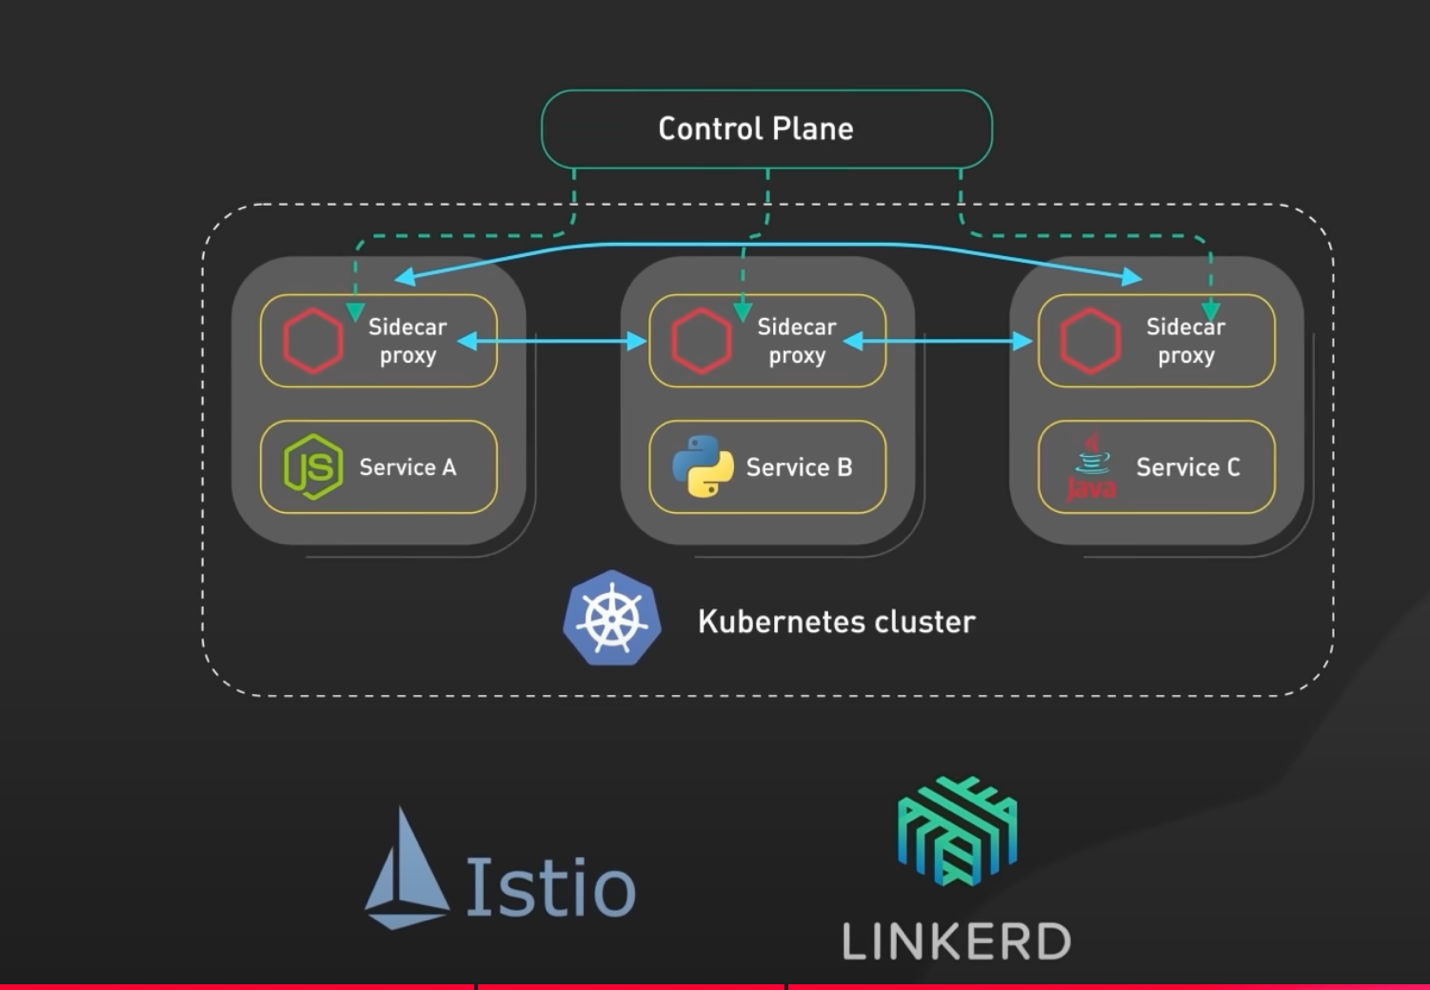 Control Plane
Sidecar
proxy
Sidecar
proxy
Sidecar
proxy
JS
Service A
Service B
Java
Service C
Kubernetes cluster
Istio
LINKERD